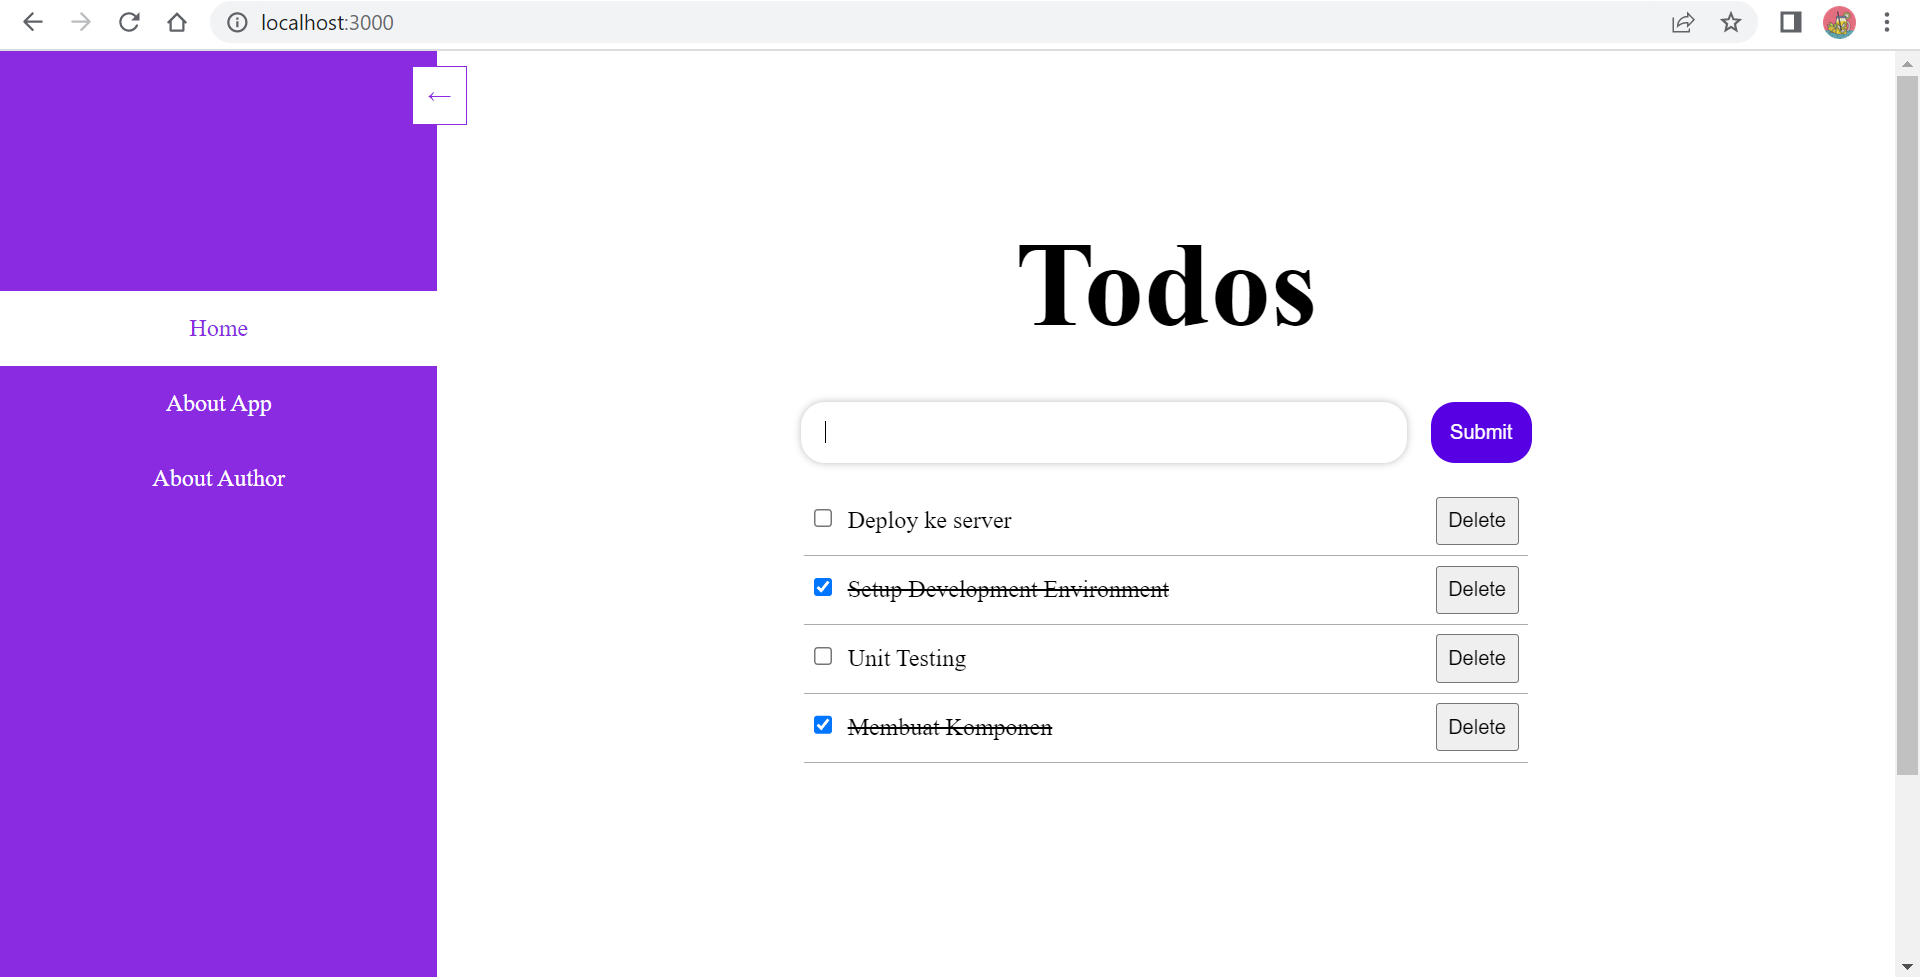 localhost:3000
←
Home
About App
About Author
Todos
Submit
Deploy ke server Delete
Setup Development Environment Delete
Unit Testing Delete
Membuat Komponen Delete